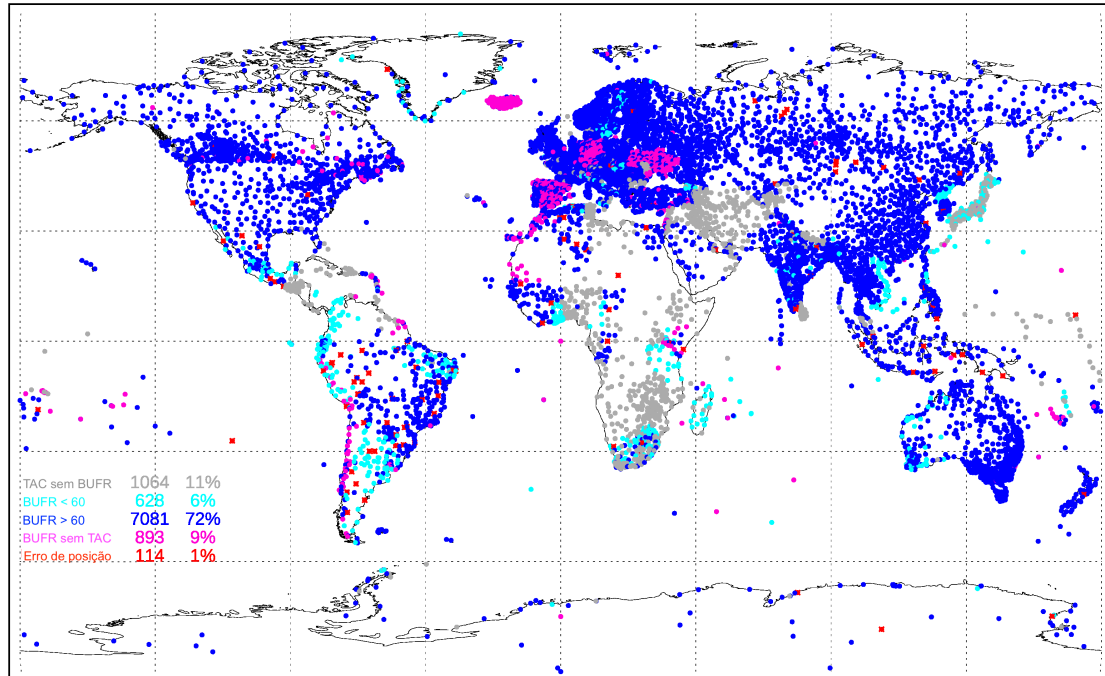 TAC sem BUFR 1064 11%
BUFR < 60 628 6%
BUFR > 60 7081 72%
BUFR sem TAC 893 9%
Erro de posição 114 1%